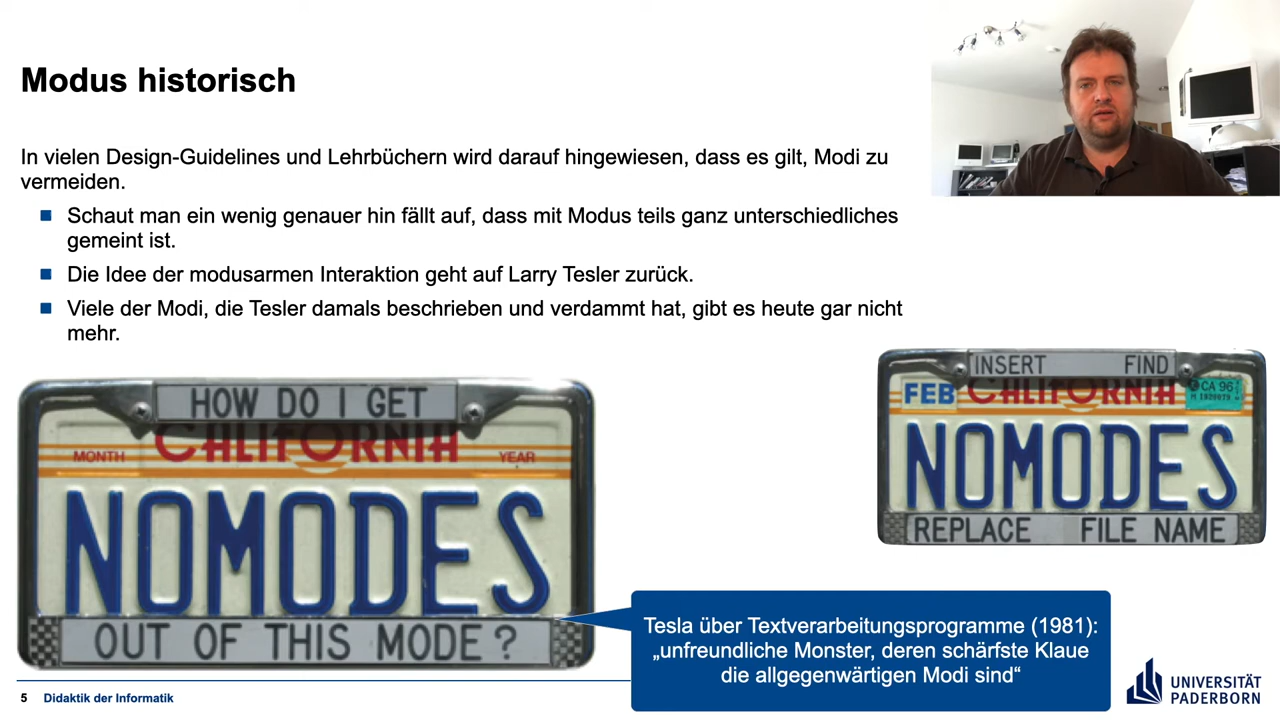 Modus historisch
In vielen Design-Guidelines und Lehrbüchern wird darauf hingewiesen, dass es gilt, Modi zu
vermeiden.
Schaut man ein wenig genauer hin fällt auf, dass mit Modus teils ganz unterschiedliches
gemeint ist.
Die Idee der modusarmen Interaktion geht auf Larry Tesler zurück.
Viele der Modi, die Tesler damals beschrieben und verdammt hat, gibt es heute gar nicht
mehr.
HOW DO I GET
CALIFORNIA
MONTH YEAR
NOMODES
OUT OF THIS MODE?
INSERT FIND
FEB CALIFORNIA CA 96
NOMODES
REPLACE FILE NAME
Tesla über Textverarbeitungsprogramme (1981):
„unfreundliche Monster, deren schärfste Klaue
die allgegenwärtigen Modi sind“
5 Didaktik der Informatik
UNIVERSITÄT
PADERBORN